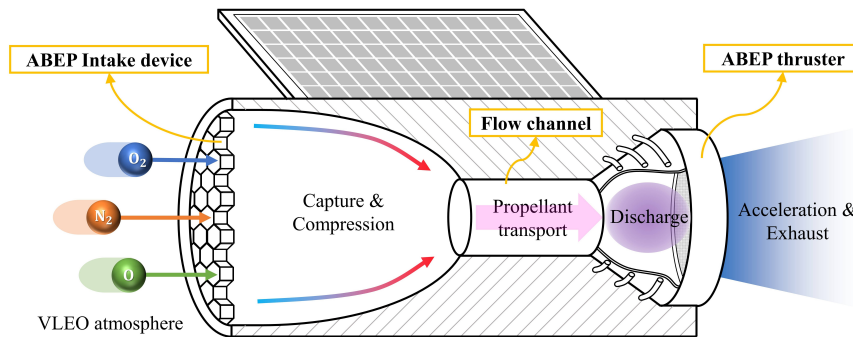 ABEP Intake device
ABEP thruster
Flow channel
O₂
N₂
O
VLEO atmosphere
Capture &
Compression
Propellant
transport
Discharge
Acceleration &
Exhaust